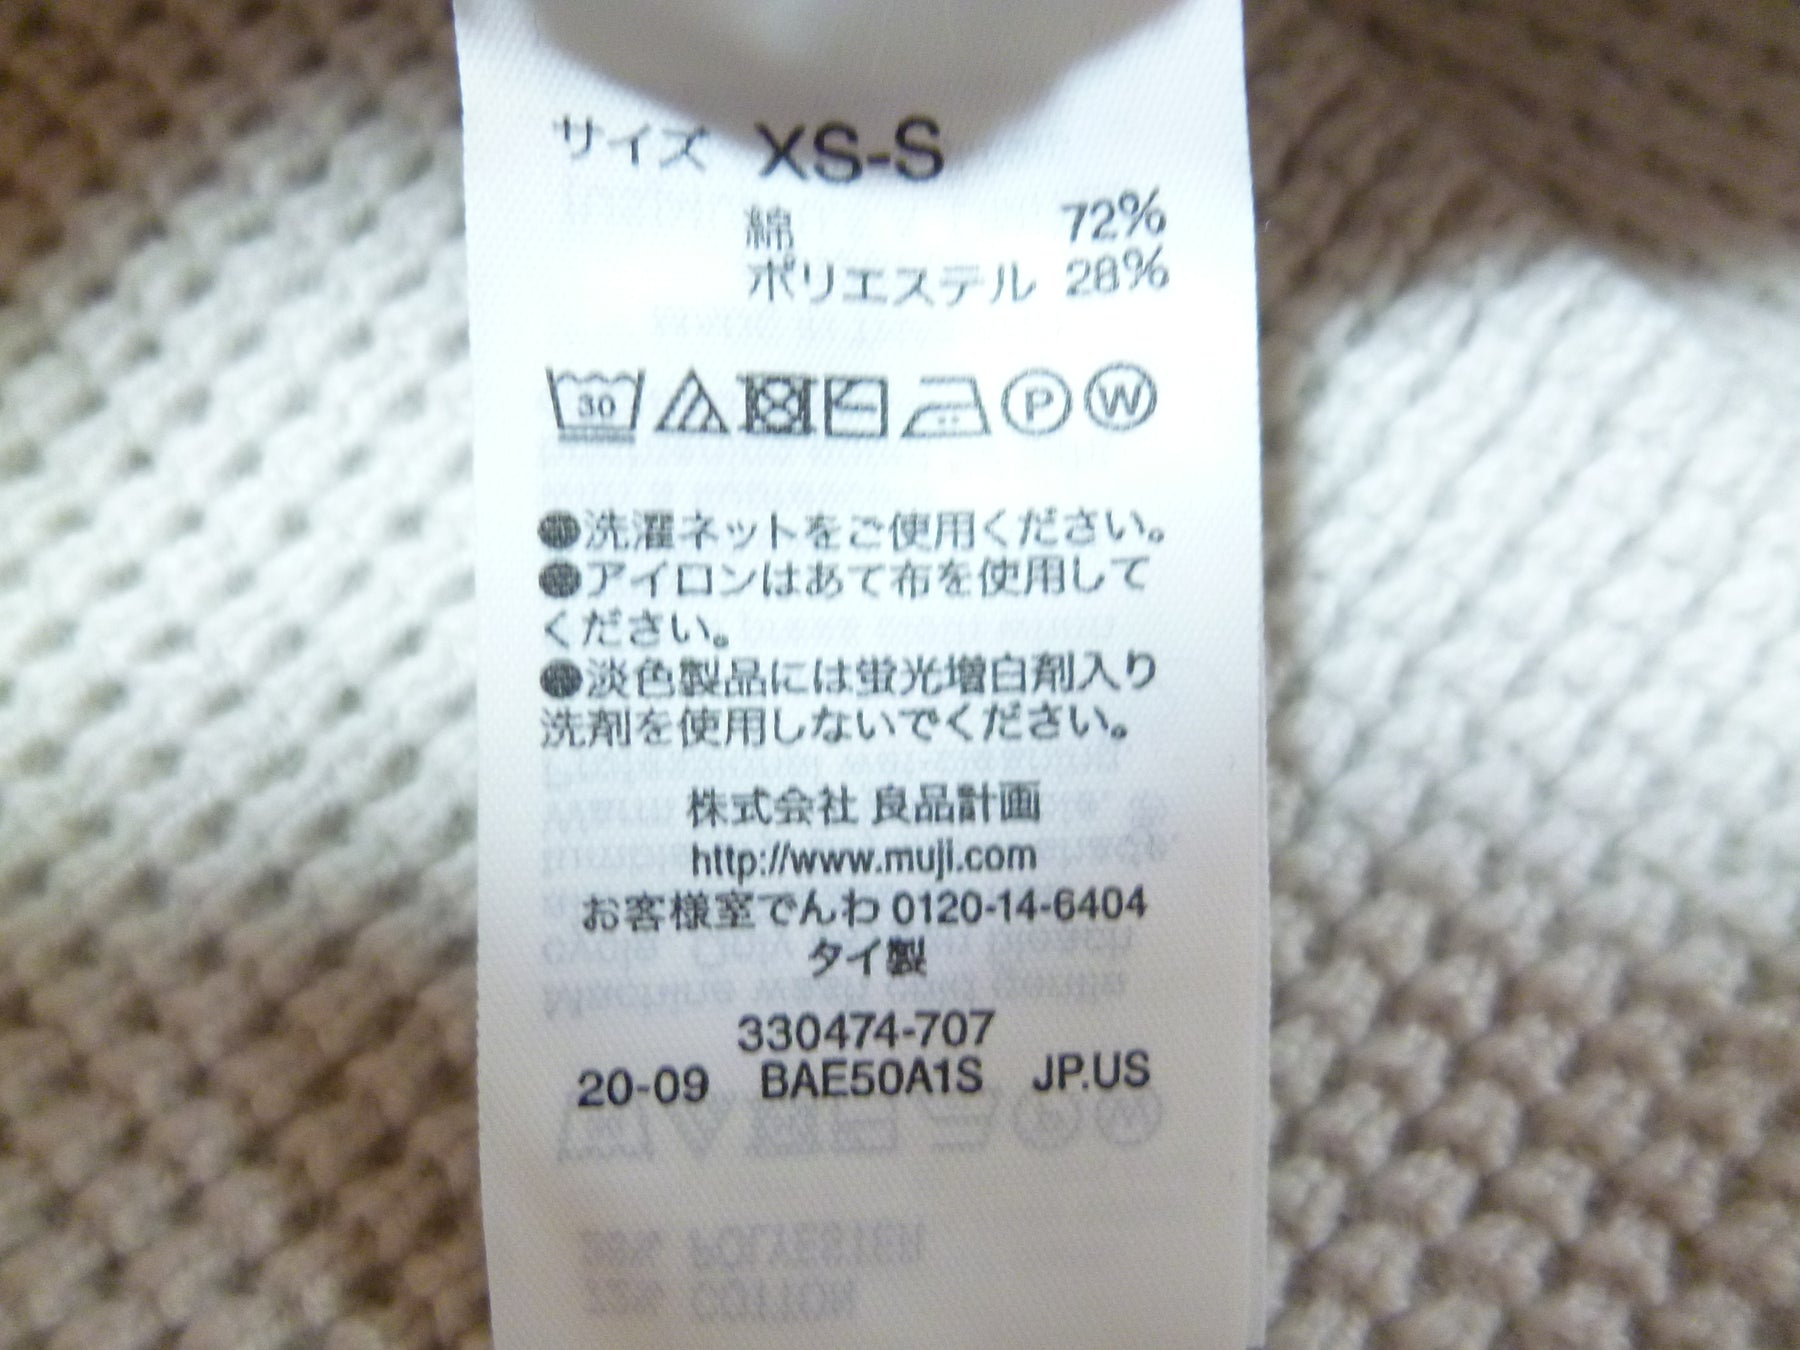 サイズ XS-S
綿 72%
ポリエステル 28%
30 P W
●洗濯ネットをご使用ください。
●アイロンはあて布を使用して
ください。
●淡色製品には蛍光増白剤入り
洗剤を使用しないでください。
株式会社 良品計画
http://www.muji.com
お客様室でんわ 0120-14-6404
タイ製
330474-707
20-09 BAE50A1S JP.US
28% POLYESTER
72% COTTON